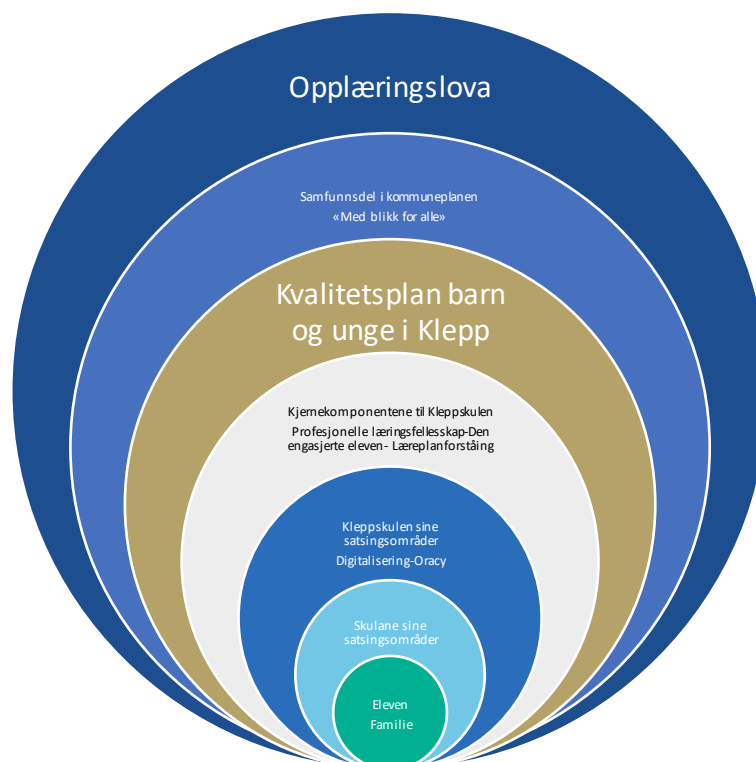 Opplæringslova
Samfunnsdel i kommuneplanen
«Med blikk for alle»
Kvalitetsplan barn
og unge i Klepp
Kjernekomponentene til Kleppskulen
Profesjonelle læringsfellesskap-Den
engasjerte eleven- Læreplanforståing
Kleppskulen sine
satsingsområder
Digitalisering-Oracy
Skulane sine
satsingsområder
Eleven
Familie